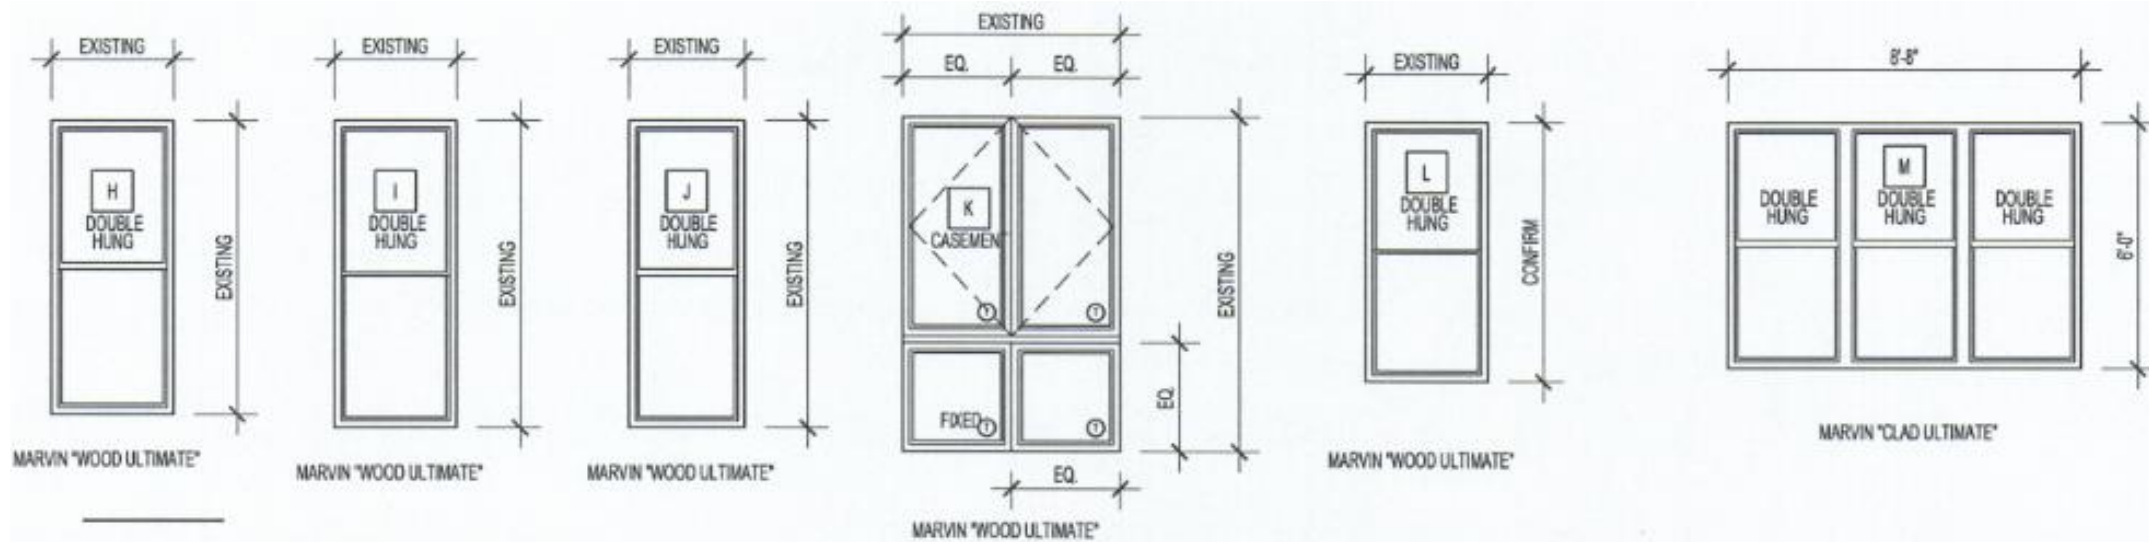 EXISTING
H
DOUBLE
HUNG
EXISTING
MARVIN "WOOD ULTIMATE"
EXISTING
I
DOUBLE
HUNG
EXISTING
MARVIN "WOOD ULTIMATE"
EXISTING
J
DOUBLE
HUNG
EXISTING
MARVIN "WOOD ULTIMATE"
EXISTING
EQ. EQ.
K
CASEMENT
T T
EXISTING
FIXED T T
EQ.
EQ.
MARVIN "WOOD ULTIMATE"
EXISTING
L
DOUBLE
HUNG
CONFIRM
MARVIN "WOOD ULTIMATE"
8'-8"
M
DOUBLE
HUNG
DOUBLE
HUNG
DOUBLE
HUNG
6'-0"
MARVIN "CLAD ULTIMATE"